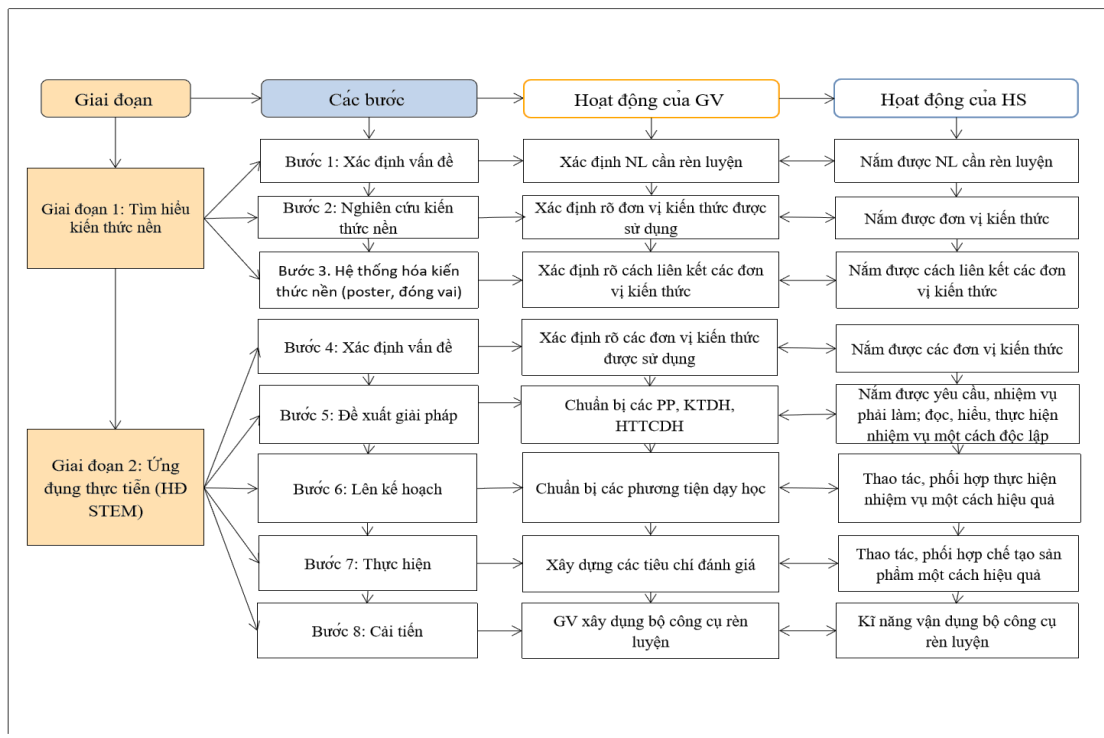 Giai đoạn
Các bước
Hoạt động của GV
Họat động của HS
Giai đoạn 1: Tìm hiểu
kiến thức nền
Bước 1: Xác định vấn đề
Xác định NL cần rèn luyện
Nắm được NL cần rèn luyện
Bước 2: Nghiên cứu kiến
thức nền
Xác định rõ đơn vị kiến thức được
sử dụng
Nắm được đơn vị kiến thức
Bước 3. Hệ thống hóa kiến
thức nền (poster, đóng vai)
Xác định rõ cách liên kết các đơn
vị kiến thức
Nắm được cách liên kết các đơn
vị kiến thức
Giai đoạn 2: Ứng
dụng thực tiễn (HĐ
STEM)
Bước 4: Xác định vấn đề
Xác định rõ các đơn vị kiến thức
được sử dụng
Nắm được các đơn vị kiến thức
Bước 5: Đề xuất giải pháp
Chuẩn bị các PP, KTDH,
HTTCDH
Nắm được yêu cầu, nhiệm vụ
phải làm; đọc, hiểu, thực hiện
nhiệm vụ một cách độc lập
Bước 6: Lên kế hoạch
Chuẩn bị các phương tiện dạy học
Thao tác, phối hợp thực hiện
nhiệm vụ một cách hiệu quả
Bước 7: Thực hiện
Xây dựng các tiêu chí đánh giá
Thao tác, phối hợp chế tạo sản
phẩm một cách hiệu quả
Bước 8: Cải tiến
GV xây dụng bộ công cụ rèn
luyện
Kĩ năng vận dụng bộ công cụ
rèn luyện